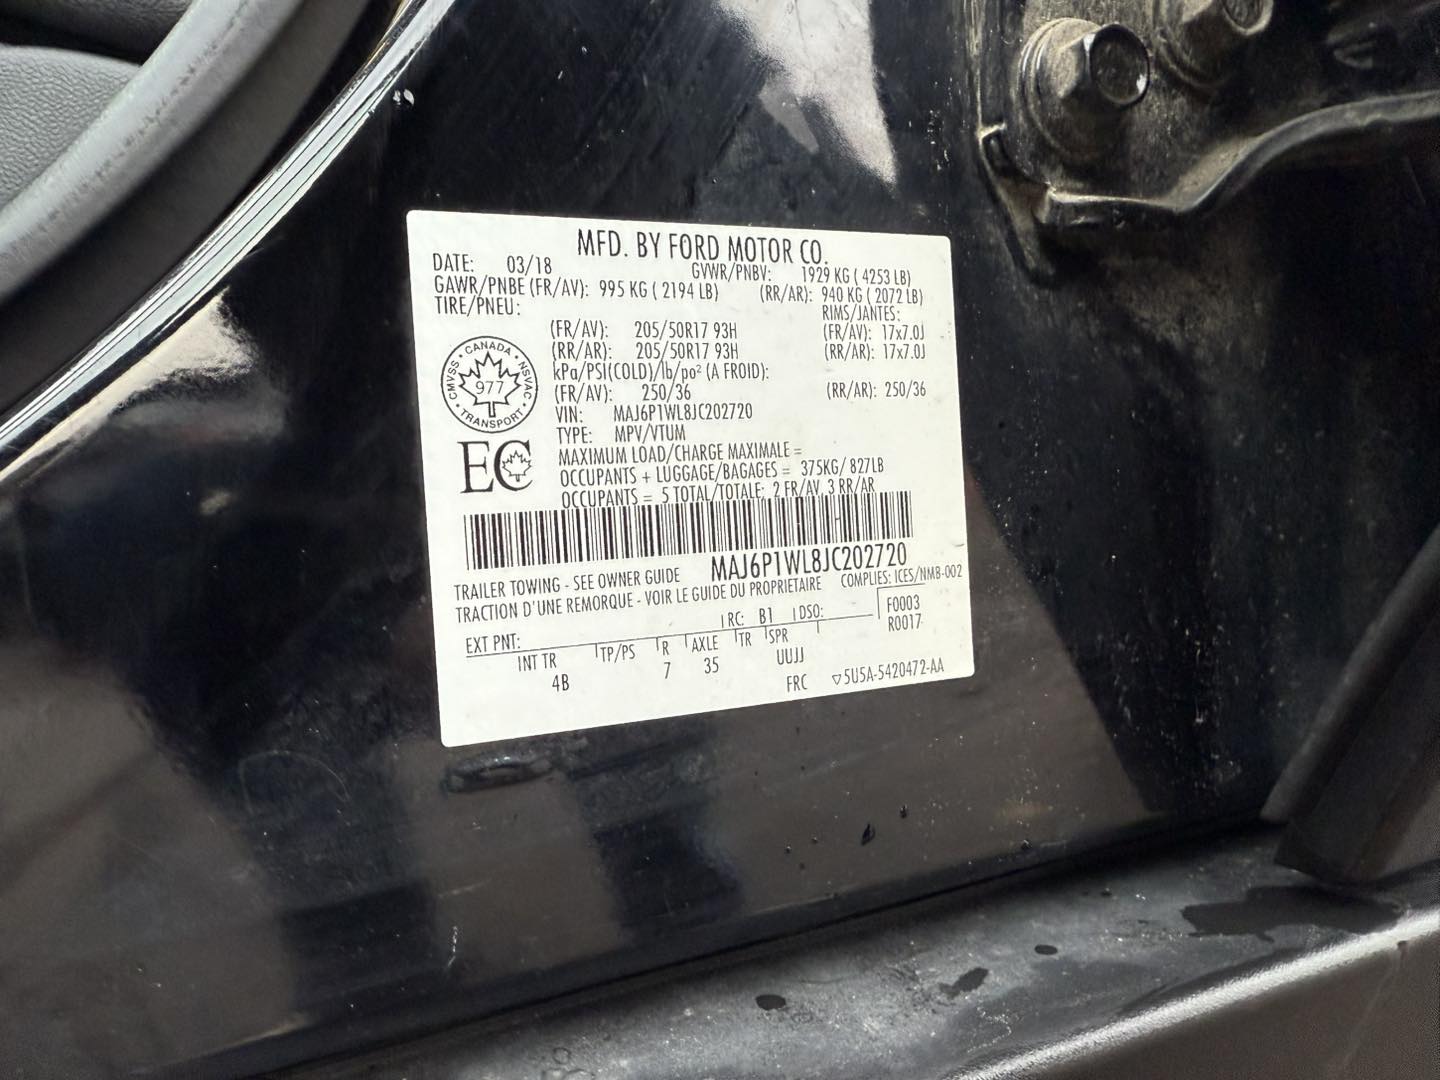 MFD. BY FORD MOTOR CO.
DATE: 03/18 GVWR/PNBV: 1929 KG ( 4253 LB)
GAWR/PNBE (FR/AV): 995 KG ( 2194 LB) (RR/AR): 940 KG ( 2072 LB)
TIRE/PNEU: RIMS/JANTES:
(FR/AV): 205/50R17 93H (FR/AV): 17x7.0J
(RR/AR): 205/50R17 93H (RR/AR): 17x7.0J
kPa/PSI(COLD)/lb/po² (A FROID):
(FR/AV): 250/36 (RR/AR): 250/36
VIN: MAJ6P1WL8JC202720
TYPE: MPV/VTUM
MAXIMUM LOAD/CHARGE MAXIMALE =
OCCUPANTS + LUGGAGE/BAGAGES = 375KG/ 827LB
OCCUPANTS = 5 TOTAL/TOTALE: 2 FR/AV, 3 RR/AR
CANADA
CMVSS 977 NSVAC
TRANSPORT
EC
MAJ6P1WL8JC202720
TRAILER TOWING - SEE OWNER GUIDE COMPLIES: ICES/NMB-002
TRACTION D'UNE REMORQUE - VOIR LE GUIDE DU PROPRIETAIRE
EXT PNT: RC: B1 DSO: F0003
R0017
INT TR TP/PS R AXLE TR SPR
4B 7 35 UUJJ
FRC ▽5U5A-5420472-AA